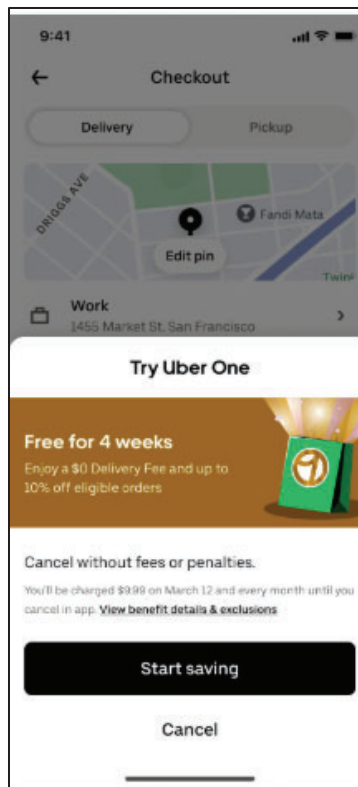 9:41
Checkout
Delivery
Pickup
DRIGGS AVE
Fandi Mata
Edit pin
Twins
Work
1455 Market St. San Francisco
Try Uber One
Free for 4 weeks
Enjoy a $0 Delivery Fee and up to
10% off eligible orders
Cancel without fees or penalties.
You'll be charged $9.99 on March 12 and every month until you
cancel in app. View benefit details & exclusions
Start saving
Cancel